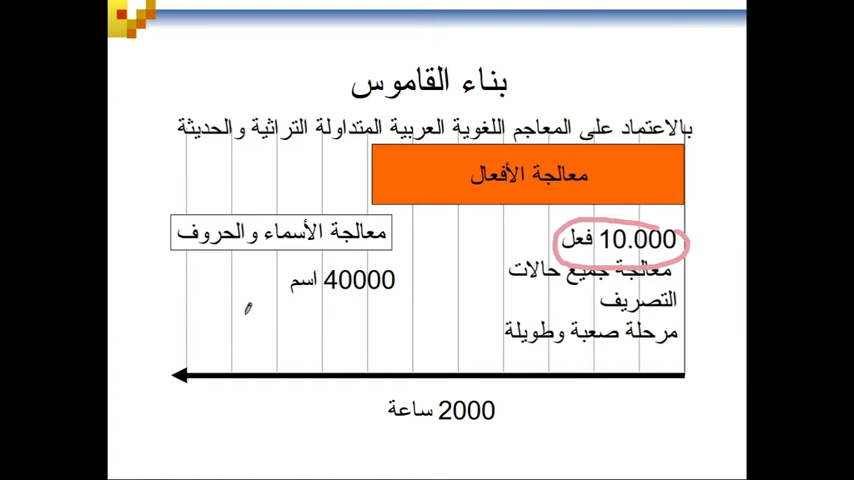 بناء القاموس
بالاعتماد على المعاجم اللغوية العربية المتداولة التراثية والحديثة
معالجة الأفعال
10.000 فعل
معالجة جميع حالات
التصريف
مرحلة صعبة وطويلة
معالجة الأسماء والحروف
40000 اسم
2000 ساعة